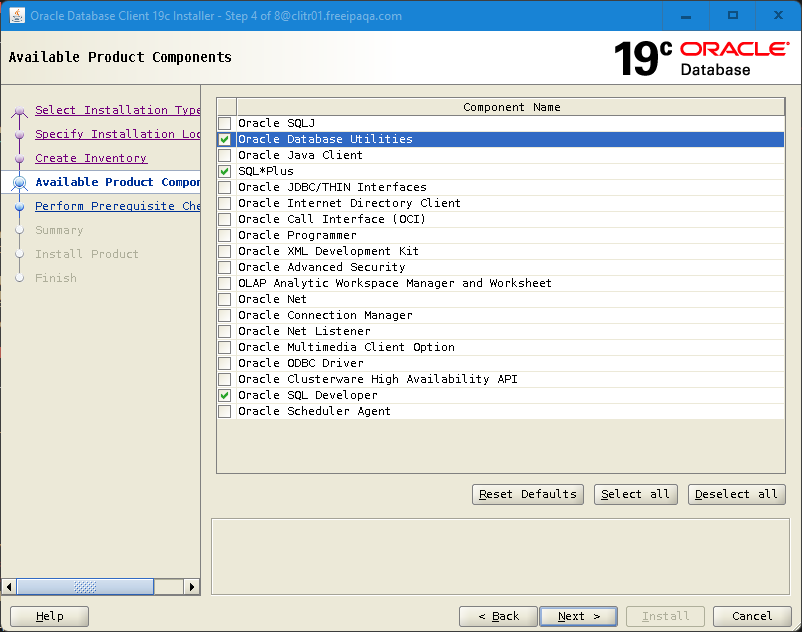 Oracle Database Client 19c Installer - Step 4 of 8@clitr01.freeipaqa.com
Available Product Components
19c ORACLE
Database
Select Installation Type
Specify Installation Loc
Create Inventory
Available Product Compon
Perform Prerequisite Che
Summary
Install Product
Finish
Component Name
Oracle SQLJ
Oracle Database Utilities
Oracle Java Client
SQL*Plus
Oracle JDBC/THIN Interfaces
Oracle Internet Directory Client
Oracle Call Interface (OCI)
Oracle Programmer
Oracle XML Development Kit
Oracle Advanced Security
OLAP Analytic Workspace Manager and Worksheet
Oracle Net
Oracle Connection Manager
Oracle Net Listener
Oracle Multimedia Client Option
Oracle ODBC Driver
Oracle Clusterware High Availability API
Oracle SQL Developer
Oracle Scheduler Agent
Reset Defaults Select all Deselect all
Help < Back Next > Install Cancel